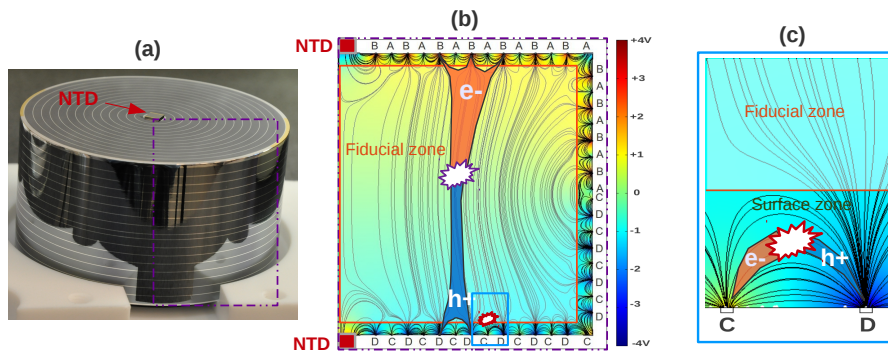 (a)
NTD
(b)
NTD
B A B A B A B A B A B A B A
e-
Fiducial zone
h+
B
A
B
A
B
A
B
A
C
D
C
D
C
D
C
D
NTD
D C D C D C D C D C D C D C
+4V
+3
+2
+1
0
-1
-2
-3
-4V
(c)
Fiducial zone
Surface zone
e-
h+
C
D